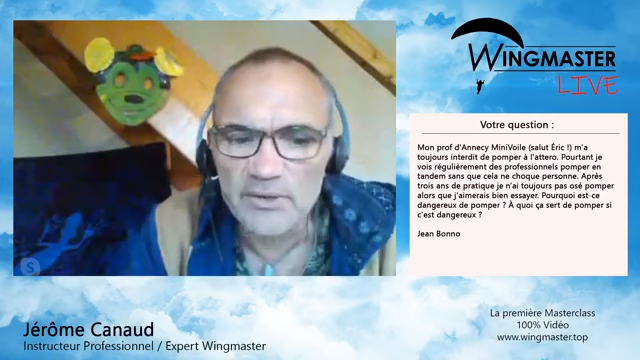 WINGMASTER
LIVE
Votre question :
Mon prof d'Annecy MiniVoile (salut Éric !) m'a
toujours interdit de pomper à l'attero. Pourtant je
vois régulièrement des professionnels pomper en
tandem sans que cela ne choque personne. Après
trois ans de pratique je n'ai toujours pas osé pomper
alors que j'aimerais bien essayer. Pourquoi est-ce
dangereux de pomper ? À quoi ça sert de pomper si
c'est dangereux ?
Jean Bonno
S
Jérôme Canaud
Instructeur Professionnel / Expert Wingmaster
La première Masterclass
100% Vidéo
www.wingmaster.top